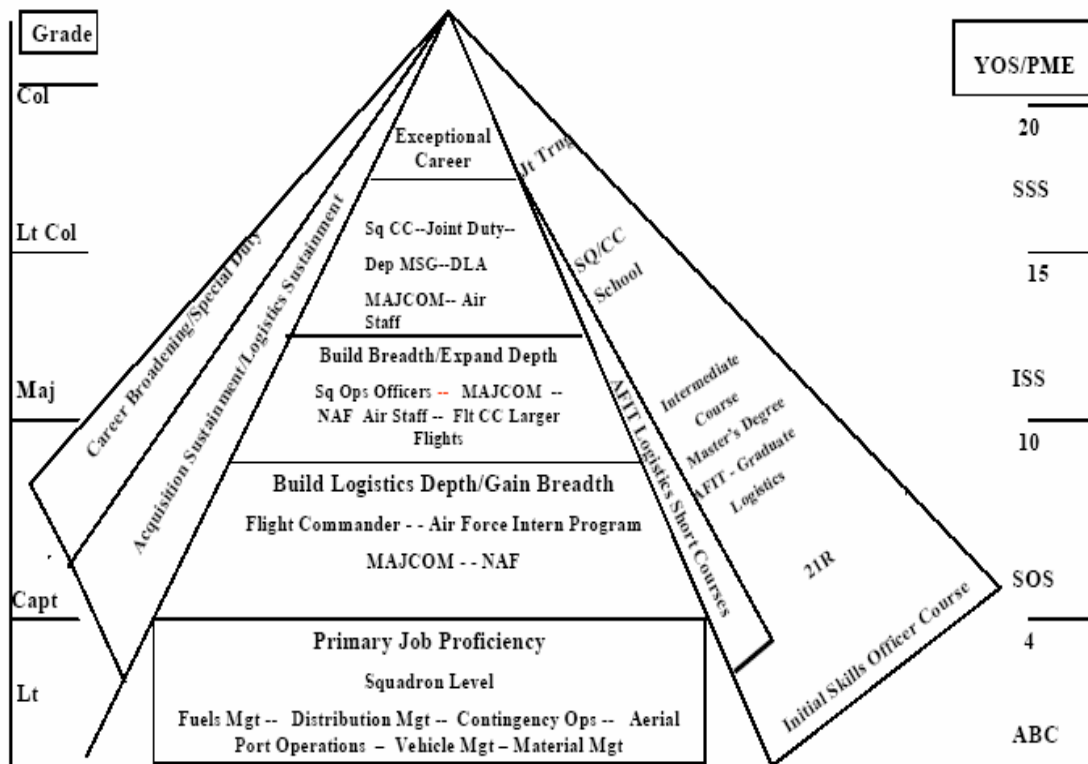 Grade
Col
Lt Col
Maj
Capt
Lt
Career Broadening/Special Duty
Acquisition Sustainment/Logistics Sustainment
Exceptional
Career
Sq CC--Joint Duty--
Dep MSG--DLA
MAJCOM-- Air
Staff
Build Breadth/Expand Depth
Sq Ops Officers -- MAJCOM --
NAF Air Staff -- Flt CC Larger
Flights
Build Logistics Depth/Gain Breadth
Flight Commander - - Air Force Intern Program
MAJCOM - - NAF
Primary Job Proficiency
Squadron Level
Fuels Mgt -- Distribution Mgt -- Contingency Ops -- Aerial
Port Operations – Vehicle Mgt – Material Mgt
AFIT Logistics Short Courses
Jt Trng
SQ/CC
School
Intermediate
Course
Master's Degree
AFIT - Graduate
Logistics
21R
Initial Skills Officer Course
YOS/PME
20
SSS
15
ISS
10
SOS
4
ABC